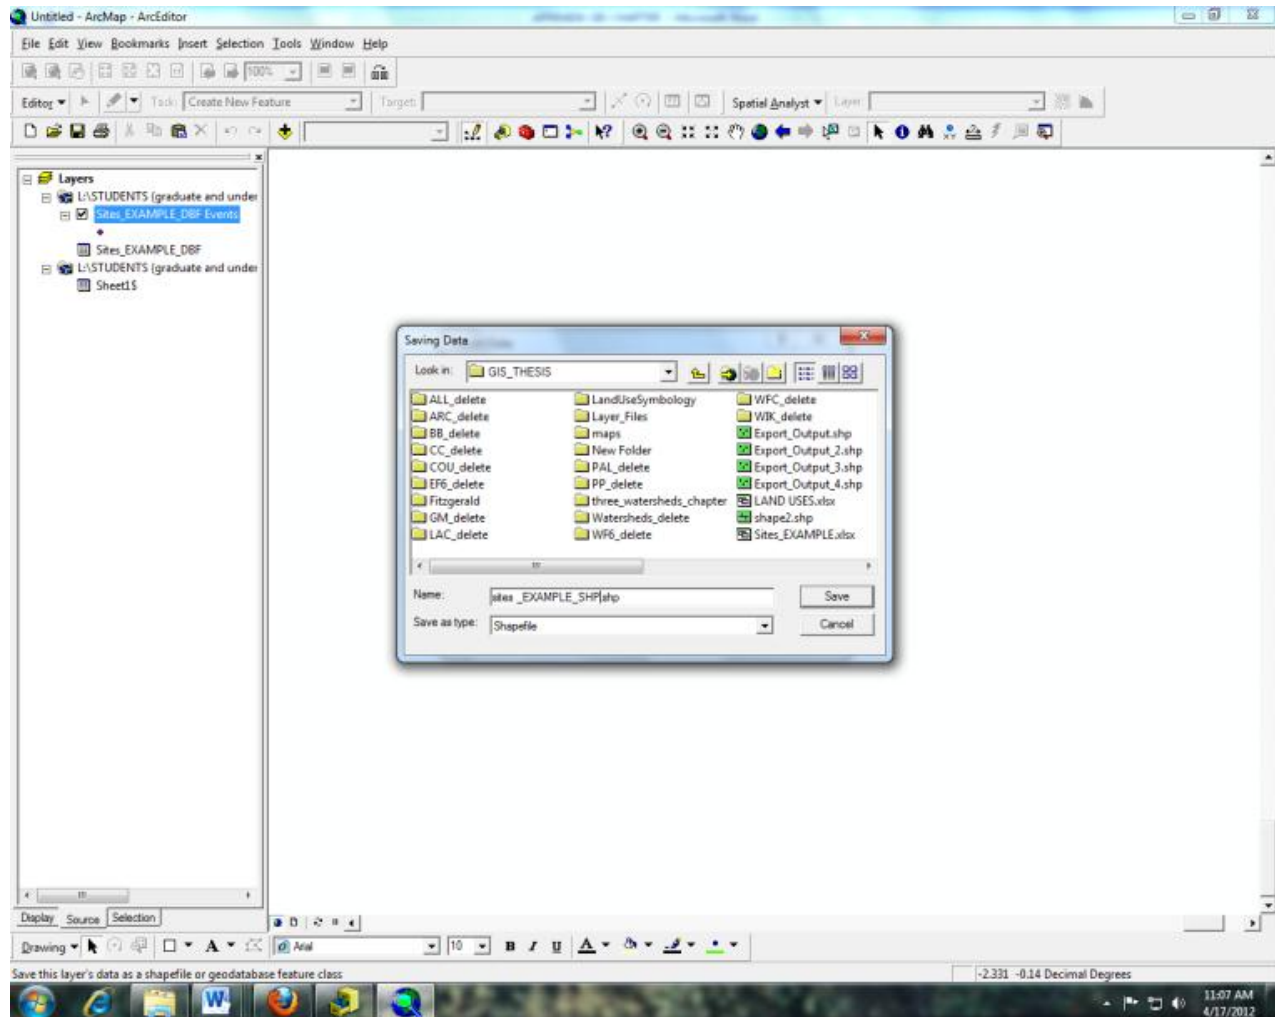 Untitled - ArcMap - ArcEditor
File Edit View Bookmarks Insert Selection Tools Window Help
100%
Editor Task: Create New Feature Target: Spatial Analyst Layer:
Layers
L:\STUDENTS (graduate and under
Sites_EXAMPLE_DBF Events
Sites_EXAMPLE_DBF
L:\STUDENTS (graduate and under
Sheet1$
Saving Data
Look in: GIS_THESIS
ALL_delete LandUseSymbology WFC_delete
ARC_delete Layer_Files WIK_delete
BB_delete maps Export_Output.shp
CC_delete New Folder Export_Output_2.shp
COU_delete PAL_delete Export_Output_3.shp
EF6_delete PP_delete Export_Output_4.shp
Fitzgerald three_watersheds_chapter LAND USES.xlsx
GM_delete Watersheds_delete shape2.shp
LAC_delete WF6_delete Sites_EXAMPLE.xlsx
Name: sites _EXAMPLE_SHP.shp Save
Save as type: Shapefile Cancel
Display Source Selection
Drawing A Arial 10 B I U A
Save this layer's data as a shapefile or geodatabase feature class -2.331 -0.14 Decimal Degrees
W 11:07 AM
4/17/2012